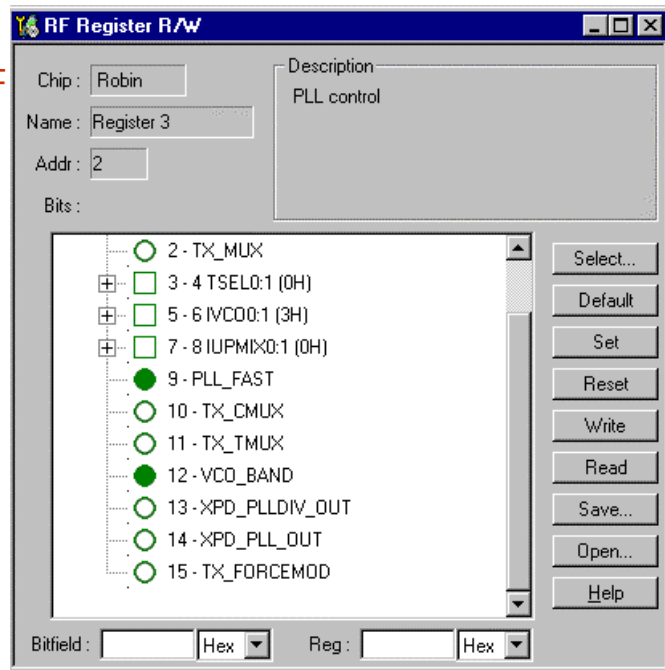 RF Register R/W
Chip : Robin
Name : Register 3
Addr : 2
Bits :
Description
PLL control
2 - TX_MUX
3 - 4 TSEL0:1 (0H)
5 - 6 IVCO0:1 (3H)
7 - 8 IUPMIX0:1 (0H)
9 - PLL_FAST
10 - TX_CMUX
11 - TX_TMUX
12 - VCO_BAND
13 - XPD_PLLDIV_OUT
14 - XPD_PLL_OUT
15 - TX_FORCEMOD
Select...
Default
Set
Reset
Write
Read
Save...
Open...
Help
Bitfield : Hex Reg : Hex